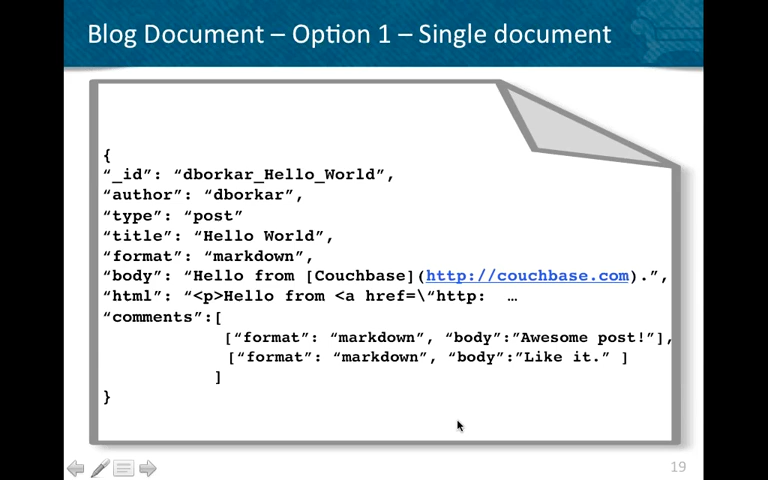 Blog Document – Option 1 – Single document
{
“_id”: “dborkar_Hello_World”,
“author”: “dborkar”,
“type”: “post”
“title”: “Hello World”,
“format”: “markdown”,
“body”: “Hello from [Couchbase](http://couchbase.com).”,
“html”: “<p>Hello from <a href=\“http: …
“comments”:[
[“format”: “markdown”, “body”:”Awesome post!”],
[“format”: “markdown”, “body”:”Like it.” ]
]
}
19